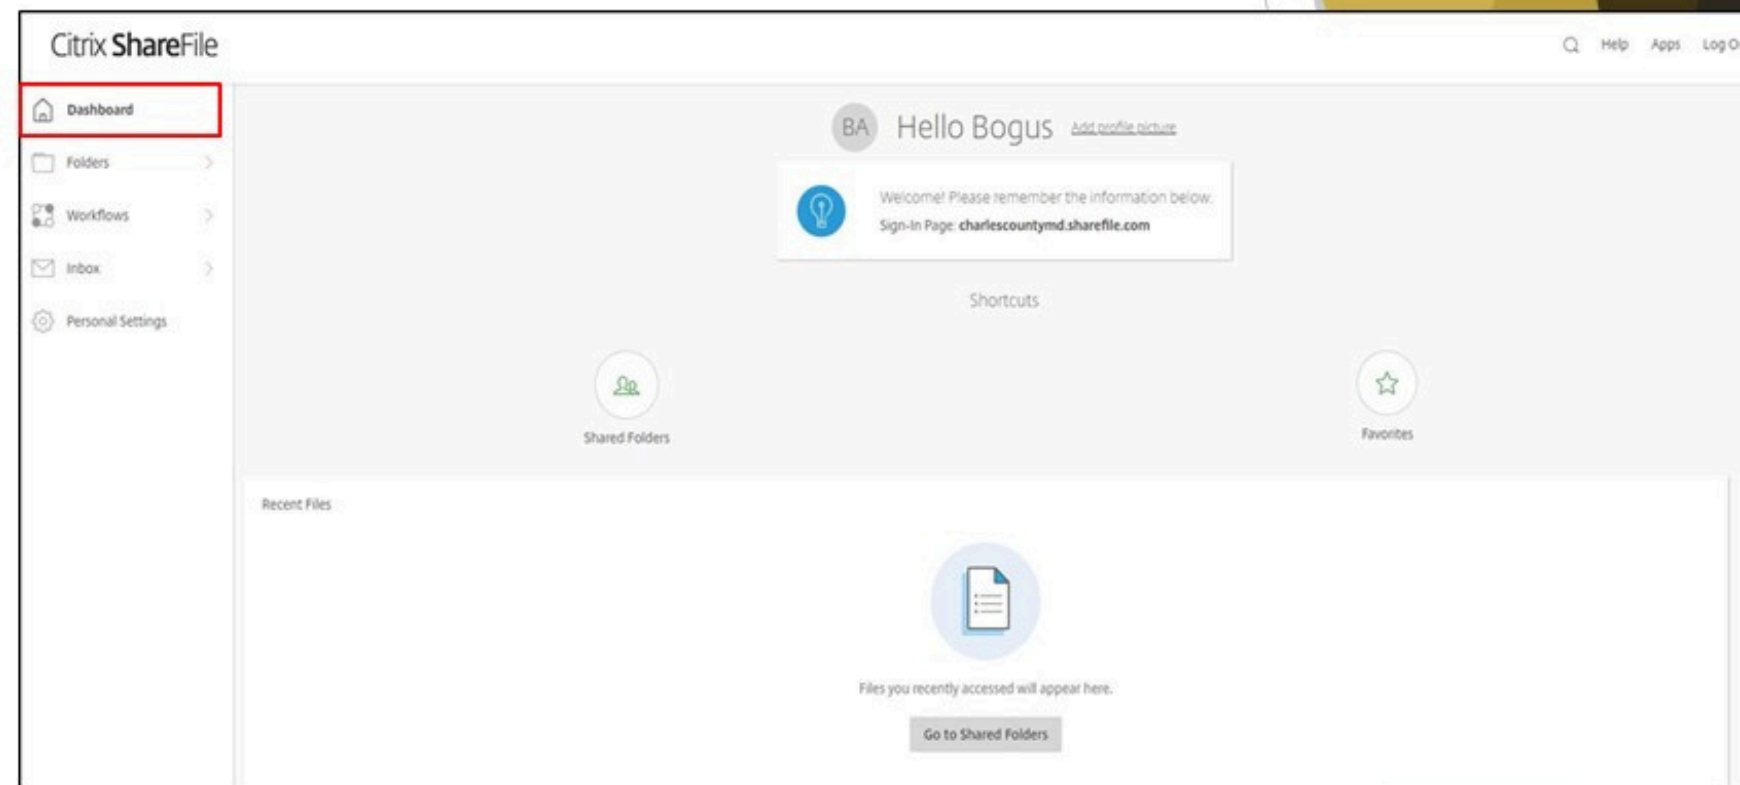 Citrix ShareFile
Help Apps Log
Dashboard
Folders
Workflows
Inbox
Personal Settings
BA Hello Bogus Add profile picture
Welcome! Please remember the information below.
Sign-In Page: charlescountymd.sharefile.com
Shortcuts
Shared Folders
Favorites
Recent Files
Files you recently accessed will appear here.
Go to Shared Folders